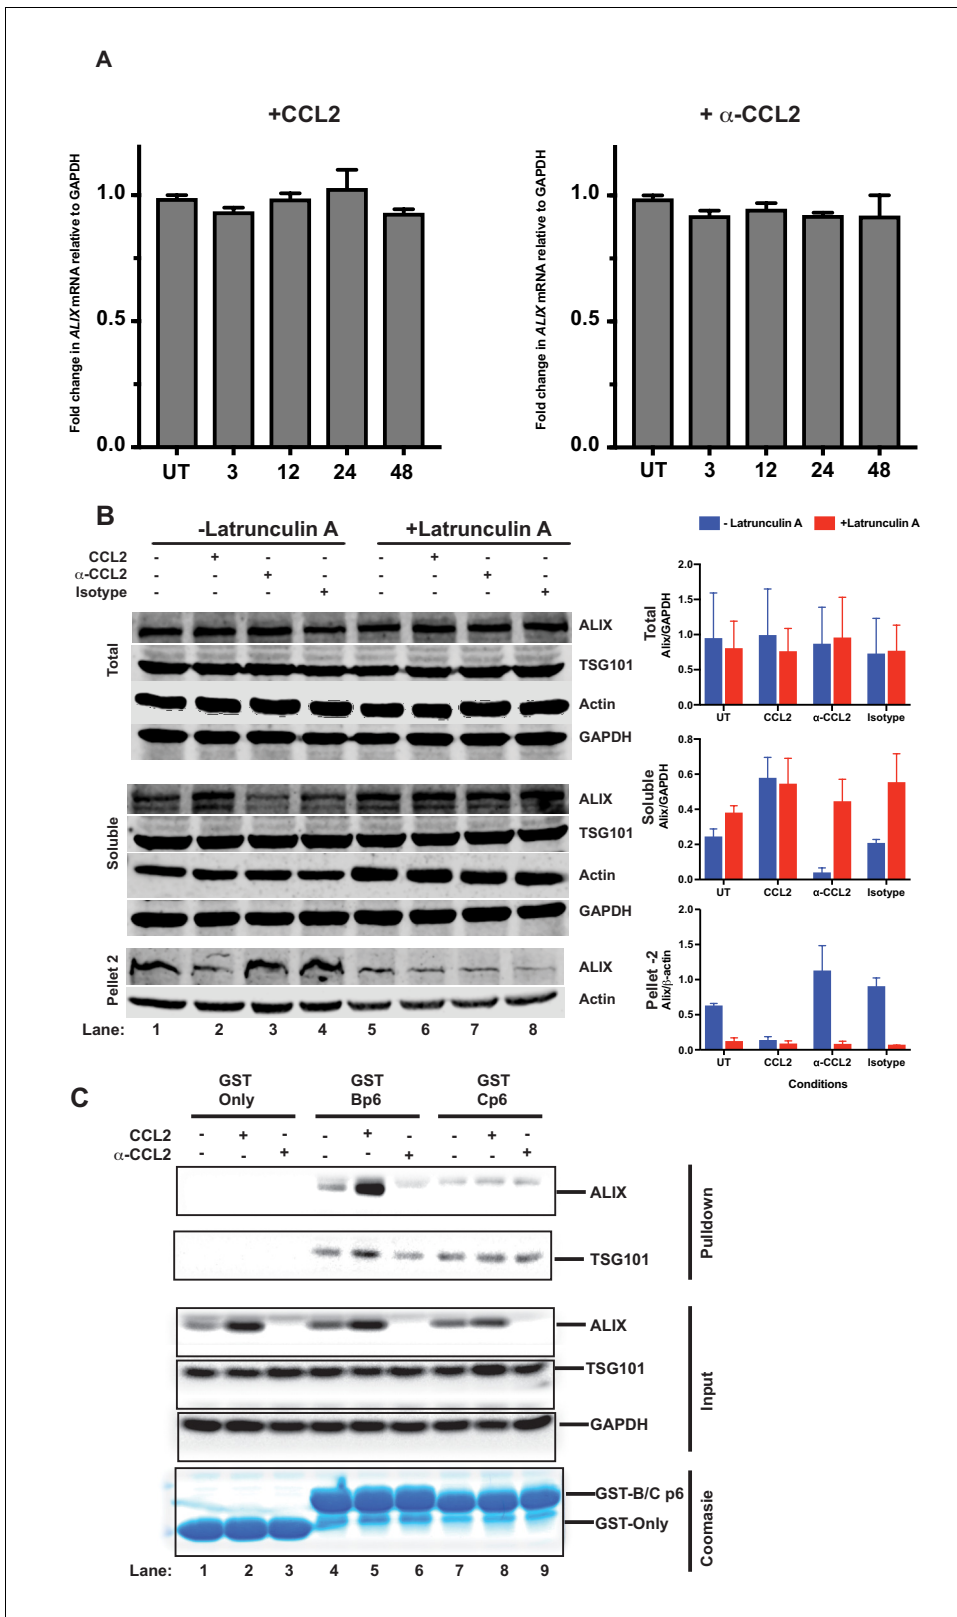 A
+CCL2
+ α-CCL2
Fold change in ALIX mRNA relative to GAPDH
1.0
0.5
0.0
UT 3 12 24 48
Fold change in ALIX mRNA relative to GAPDH
1.0
0.5
0.0
UT 3 12 24 48
B
-Latrunculin A +Latrunculin A
CCL2 - + - - - + - -
α-CCL2 - - + - - - + -
Isotype - - - + - - - +
Total
ALIX
TSG101
Actin
GAPDH
Soluble
ALIX
TSG101
Actin
GAPDH
Pellet 2
ALIX
Actin
Lane: 1 2 3 4 5 6 7 8
- Latrunculin A +Latrunculin A
Total
Alix/GAPDH
2.0
1.5
1.0
0.5
0.0
UT CCL2 α-CCL2 Isotype
Soluble
Alix/GAPDH
0.8
0.6
0.4
0.2
0.0
UT CCL2 α-CCL2 Isotype
Pellet -2
Alix/β-actin
2.0
1.5
1.0
0.5
0.0
UT CCL2 α-CCL2 Isotype
Conditions
C
GST Only GST Bp6 GST Cp6
CCL2 - + - - + - - + -
α-CCL2 - - + - - + - - +
ALIX
TSG101
Pulldown
ALIX
TSG101
GAPDH
Input
GST-B/C p6
GST-Only
Coomasie
Lane: 1 2 3 4 5 6 7 8 9